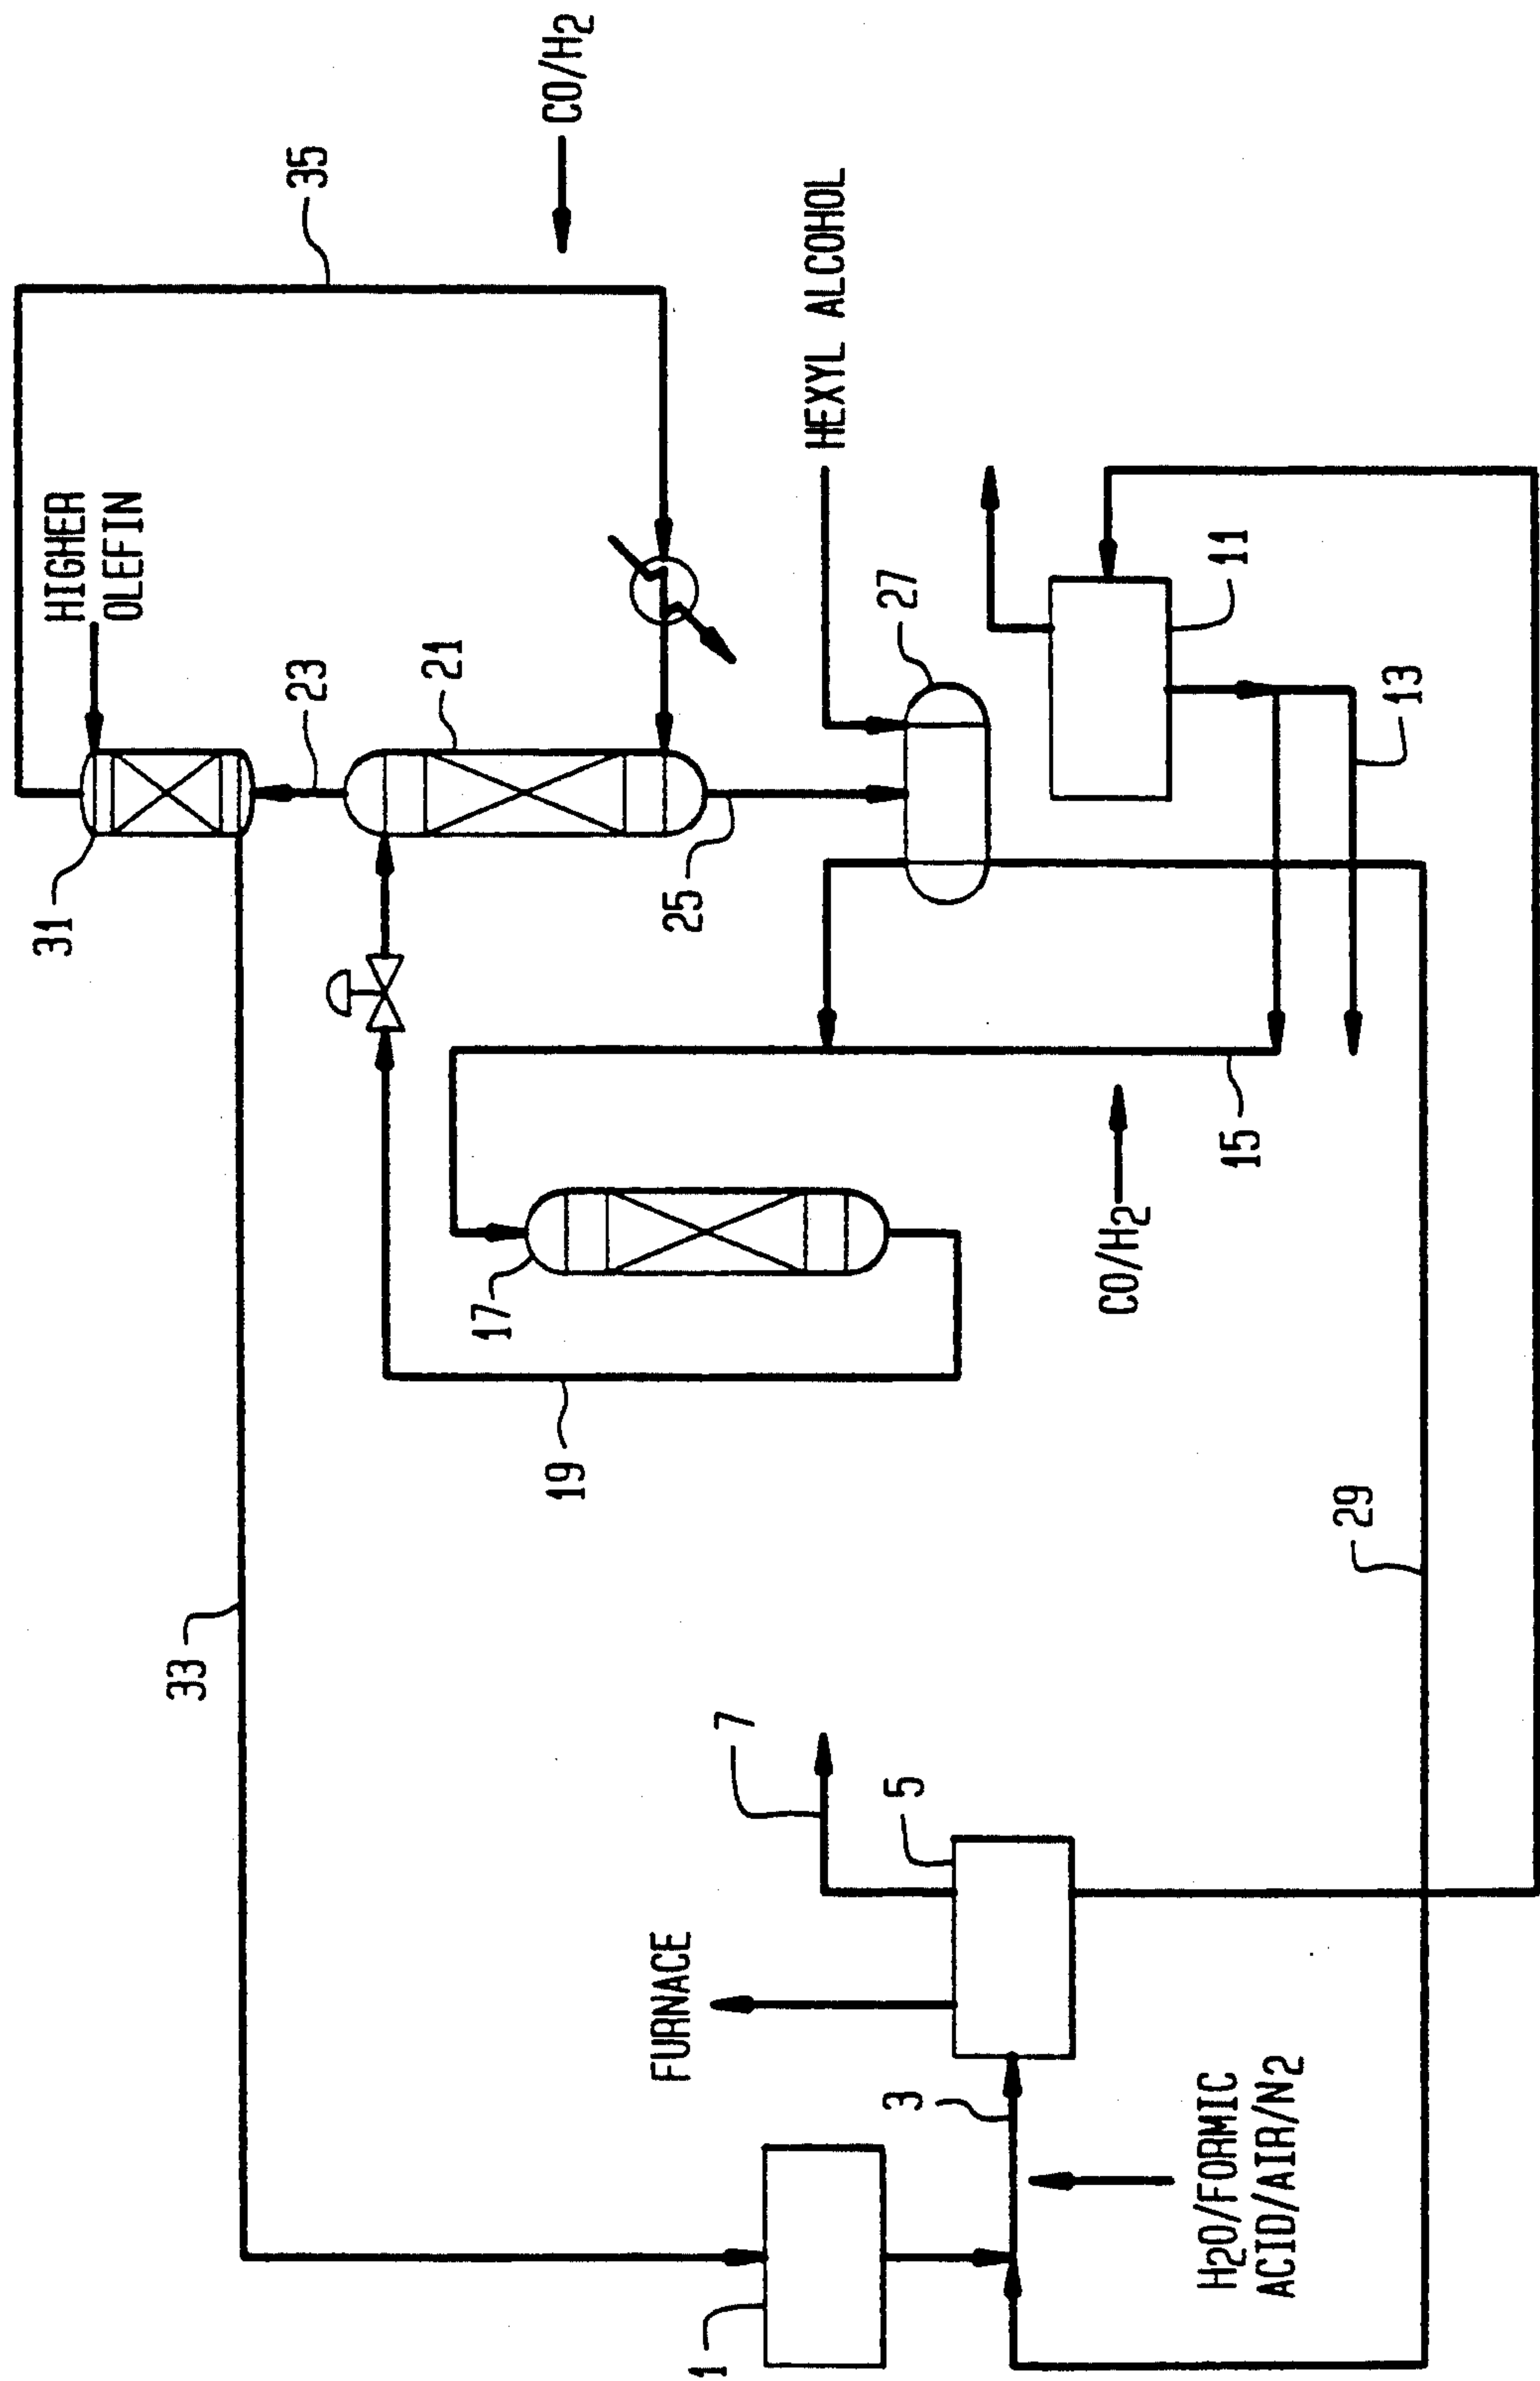 CO/H2
35
HEXYL ALCOHOL
HIGHER
OLEFIN
11
27
21
23
13
31
25
CO/H2
15
17
19
29
33
7
5
FURNACE
3
H2O/FORMIC
ACID/AIR/N2
1